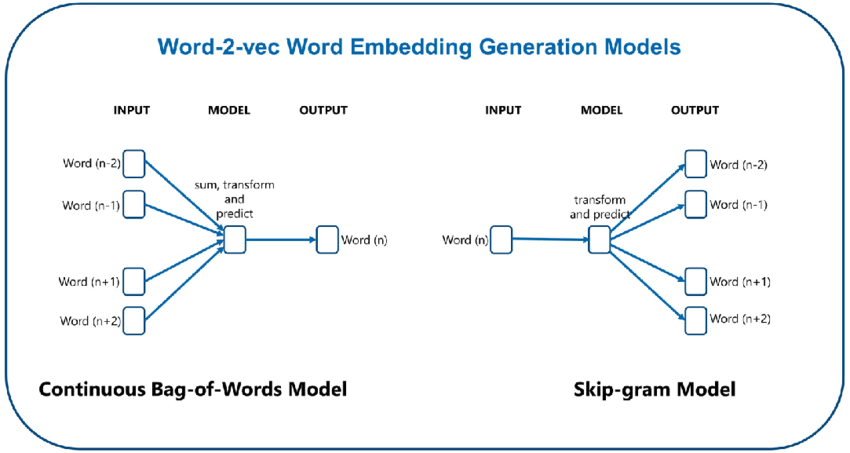 Word-2-vec Word Embedding Generation Models
INPUT MODEL OUTPUT
Word (n-2)
Word (n-1)
sum, transform
and
predict
Word (n)
Word (n+1)
Word (n+2)
Continuous Bag-of-Words Model
INPUT MODEL OUTPUT
Word (n)
transform
and predict
Word (n-2)
Word (n-1)
Word (n+1)
Word (n+2)
Skip-gram Model